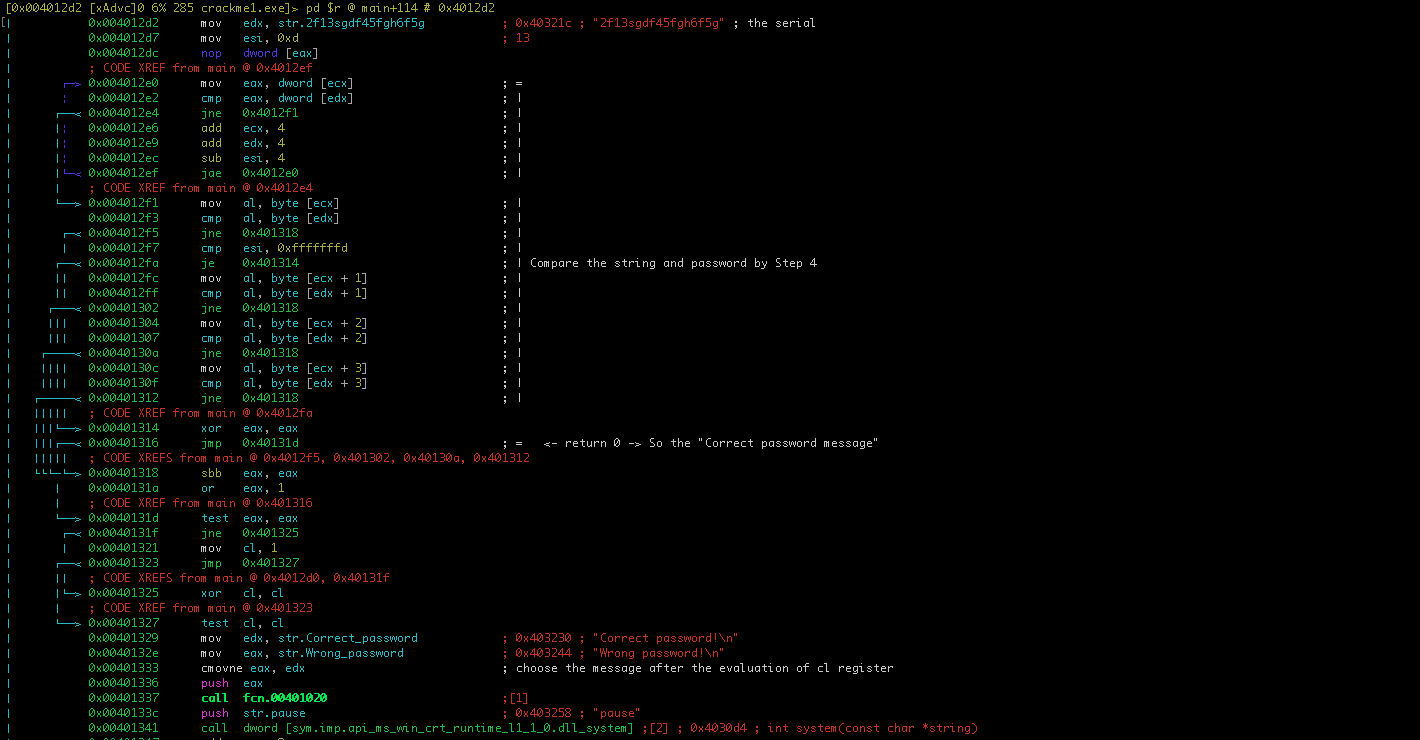 [0x004012d2 [xAdvc]0 6% 285 crackme1.exe]> pd $r @ main+114 # 0x4012d2
0x004012d2 mov edx, str.2f13sgdf45fgh6f5g ; 0x40321c ; "2f13sgdf45fgh6f5g" ; the serial
0x004012d7 mov esi, 0xd ; 13
0x004012dc nop dword [eax]
; CODE XREF from main @ 0x4012ef
0x004012e0 mov eax, dword [ecx] ; =
0x004012e2 cmp eax, dword [edx] ; |
0x004012e4 jne 0x4012f1 ; |
0x004012e6 add ecx, 4 ; |
0x004012e9 add edx, 4 ; |
0x004012ec sub esi, 4 ; |
0x004012ef jae 0x4012e0 ; |
; CODE XREF from main @ 0x4012e4
0x004012f1 mov al, byte [ecx] ; |
0x004012f3 cmp al, byte [edx] ; |
0x004012f5 jne 0x401318 ; |
0x004012f7 cmp esi, 0xfffffffd ; |
0x004012fa je 0x401314 ; | Compare the string and password by Step 4
0x004012fc mov al, byte [ecx + 1] ; |
0x004012ff cmp al, byte [edx + 1] ; |
0x00401302 jne 0x401318 ; |
0x00401304 mov al, byte [ecx + 2] ; |
0x00401307 cmp al, byte [edx + 2] ; |
0x0040130a jne 0x401318 ; |
0x0040130c mov al, byte [ecx + 3] ; |
0x0040130f cmp al, byte [edx + 3] ; |
0x00401312 jne 0x401318 ; |
; CODE XREF from main @ 0x4012fa
0x00401314 xor eax, eax
0x00401316 jmp 0x40131d ; = <- return 0 -> So the "Correct password message"
; CODE XREFS from main @ 0x4012f5, 0x401302, 0x40130a, 0x401312
0x00401318 sbb eax, eax
0x0040131a or eax, 1
; CODE XREF from main @ 0x401316
0x0040131d test eax, eax
0x0040131f jne 0x401325
0x00401321 mov cl, 1
0x00401323 jmp 0x401327
; CODE XREFS from main @ 0x4012d0, 0x40131f
0x00401325 xor cl, cl
; CODE XREF from main @ 0x401323
0x00401327 test cl, cl
0x00401329 mov edx, str.Correct_password ; 0x403230 ; "Correct password!\n"
0x0040132e mov eax, str.Wrong_password ; 0x403244 ; "Wrong password!\n"
0x00401333 cmovne eax, edx ; choose the message after the evaluation of cl register
0x00401336 push eax
0x00401337 call fcn.00401020 ;[1]
0x0040133c push str.pause ; 0x403258 ; "pause"
0x00401341 call dword [sym.imp.api_ms_win_crt_runtime_l1_1_0.dll_system] ;[2] ; 0x4030d4 ; int system(const char *string)